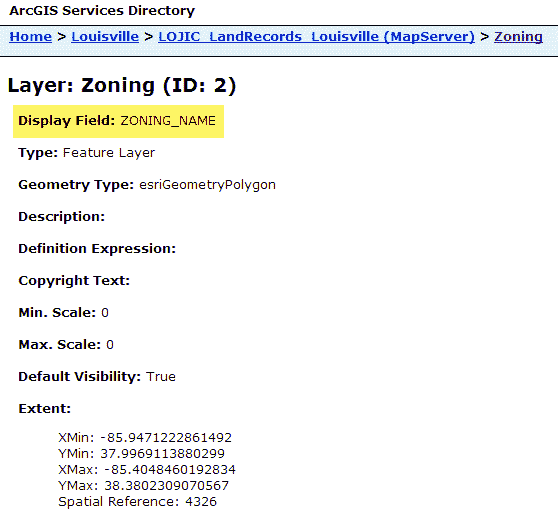 ArcGIS Services Directory
Home > Louisville > LOJIC_LandRecords_Louisville (MapServer) > Zoning
Layer: Zoning (ID: 2)
Display Field: ZONING_NAME
Type: Feature Layer
Geometry Type: esriGeometryPolygon
Description:
Definition Expression:
Copyright Text:
Min. Scale: 0
Max. Scale: 0
Default Visibility: True
Extent:
XMin: -85.9471222861492
YMin: 37.9969113880299
XMax: -85.4048460192834
YMax: 38.3802309070567
Spatial Reference: 4326